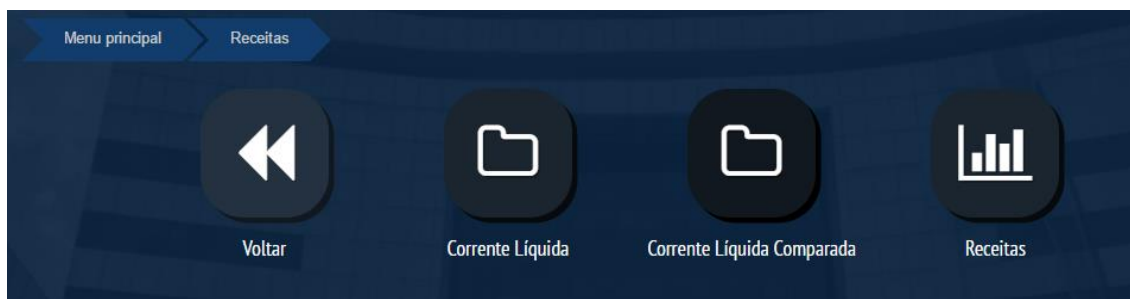 Menu principal Receitas
Voltar Corrente Líquida Corrente Líquida Comparada Receitas